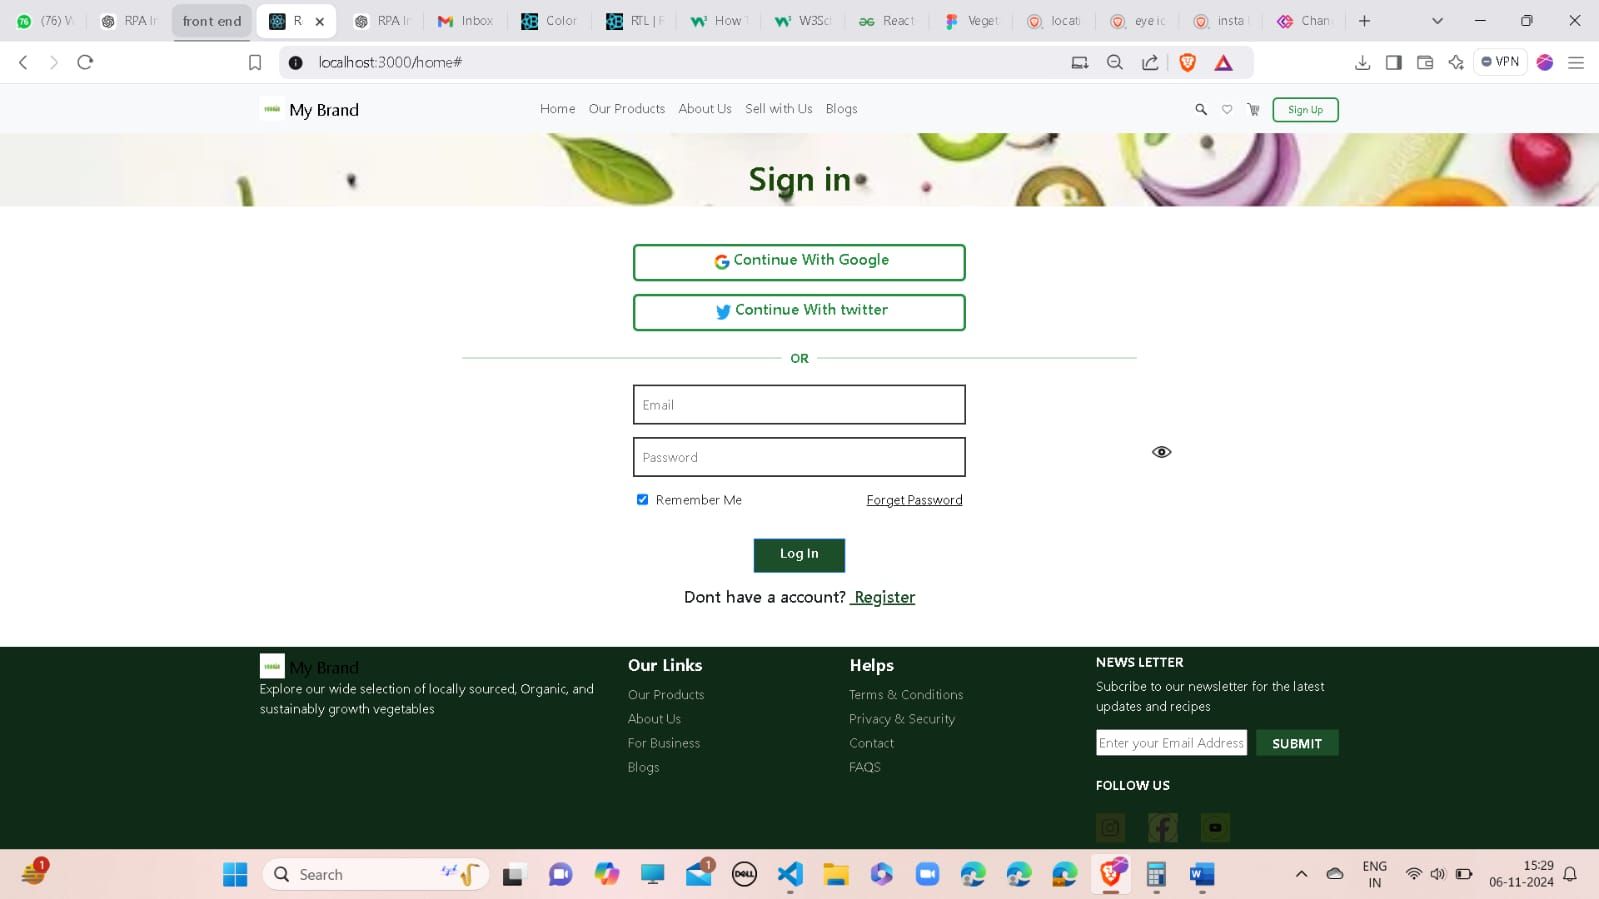 (76) W
RPA In
front end
R
RPA In
Inbox
Color
RTL | R
How T
W3Sc
React
Veget
locati
eye ic
insta l
Chan
localhost:3000/home#
VPN
My Brand
Home Our Products About Us Sell with Us Blogs
Sign Up
Sign in
Continue With Google
Continue With twitter
OR
Email
Password
Remember Me
Forget Password
Log In
Dont have a account? Register
My Brand
Explore our wide selection of locally sourced, Organic, and
sustainably growth vegetables
Our Links
Our Products
About Us
For Business
Blogs
Helps
Terms & Conditions
Privacy & Security
Contact
FAQS
NEWS LETTER
Subcribe to our newsletter for the latest
updates and recipes
Enter your Email Address
SUBMIT
FOLLOW US
1
Search
1
DELL
W
ENG
IN
15:29
06-11-2024